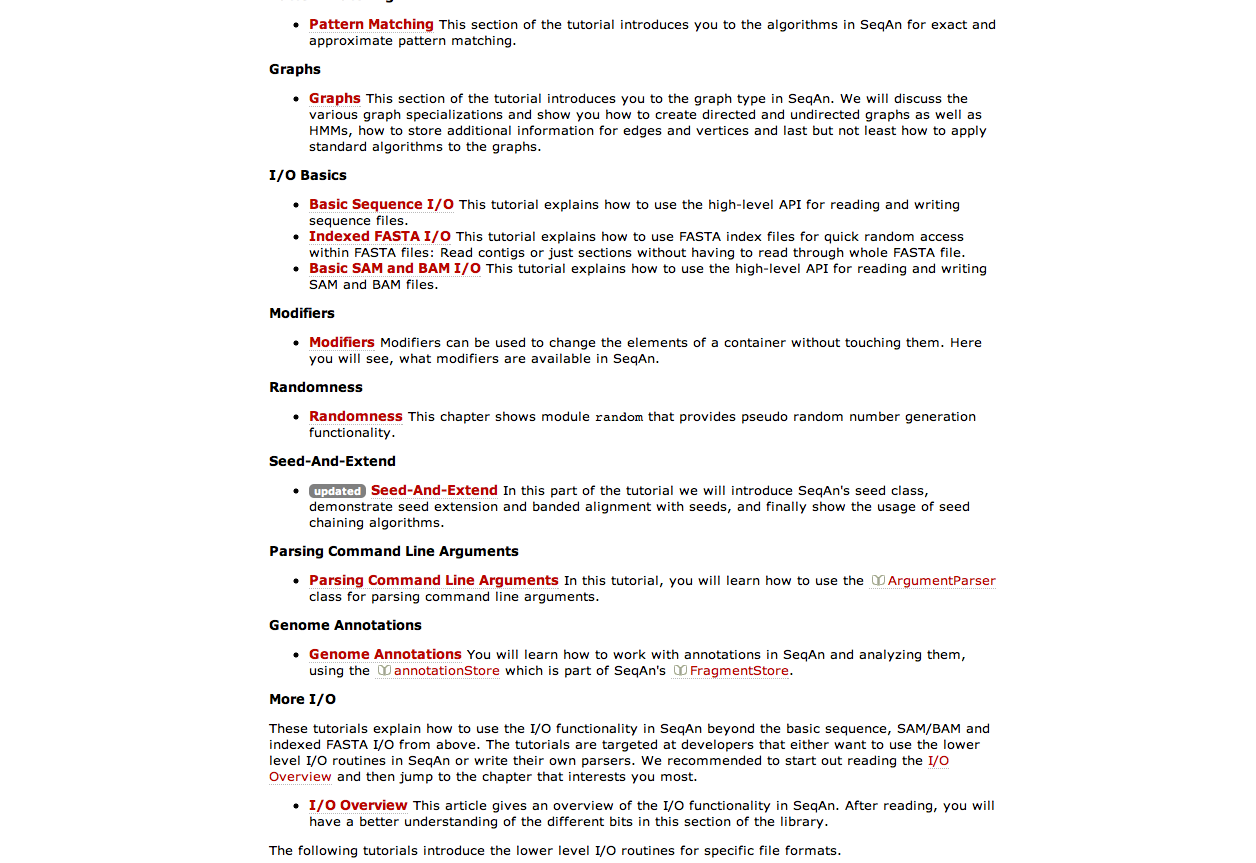 Pattern Matching This section of the tutorial introduces you to the algorithms in SeqAn for exact and
approximate pattern matching.
Graphs
Graphs This section of the tutorial introduces you to the graph type in SeqAn. We will discuss the
various graph specializations and show you how to create directed and undirected graphs as well as
HMMs, how to store additional information for edges and vertices and last but not least how to apply
standard algorithms to the graphs.
I/O Basics
Basic Sequence I/O This tutorial explains how to use the high-level API for reading and writing
sequence files.
Indexed FASTA I/O This tutorial explains how to use FASTA index files for quick random access
within FASTA files: Read contigs or just sections without having to read through whole FASTA file.
Basic SAM and BAM I/O This tutorial explains how to use the high-level API for reading and writing
SAM and BAM files.
Modifiers
Modifiers Modifiers can be used to change the elements of a container without touching them. Here
you will see, what modifiers are available in SeqAn.
Randomness
Randomness This chapter shows module random that provides pseudo random number generation
functionality.
Seed-And-Extend
updated Seed-And-Extend In this part of the tutorial we will introduce SeqAn's seed class,
demonstrate seed extension and banded alignment with seeds, and finally show the usage of seed
chaining algorithms.
Parsing Command Line Arguments
Parsing Command Line Arguments In this tutorial, you will learn how to use the ArgumentParser
class for parsing command line arguments.
Genome Annotations
Genome Annotations You will learn how to work with annotations in SeqAn and analyzing them,
using the annotationStore which is part of SeqAn's FragmentStore.
More I/O
These tutorials explain how to use the I/O functionality in SeqAn beyond the basic sequence, SAM/BAM and
indexed FASTA I/O from above. The tutorials are targeted at developers that either want to use the lower
level I/O routines in SeqAn or write their own parsers. We recommended to start out reading the I/O
Overview and then jump to the chapter that interests you most.
I/O Overview This article gives an overview of the I/O functionality in SeqAn. After reading, you will
have a better understanding of the different bits in this section of the library.
The following tutorials introduce the lower level I/O routines for specific file formats.